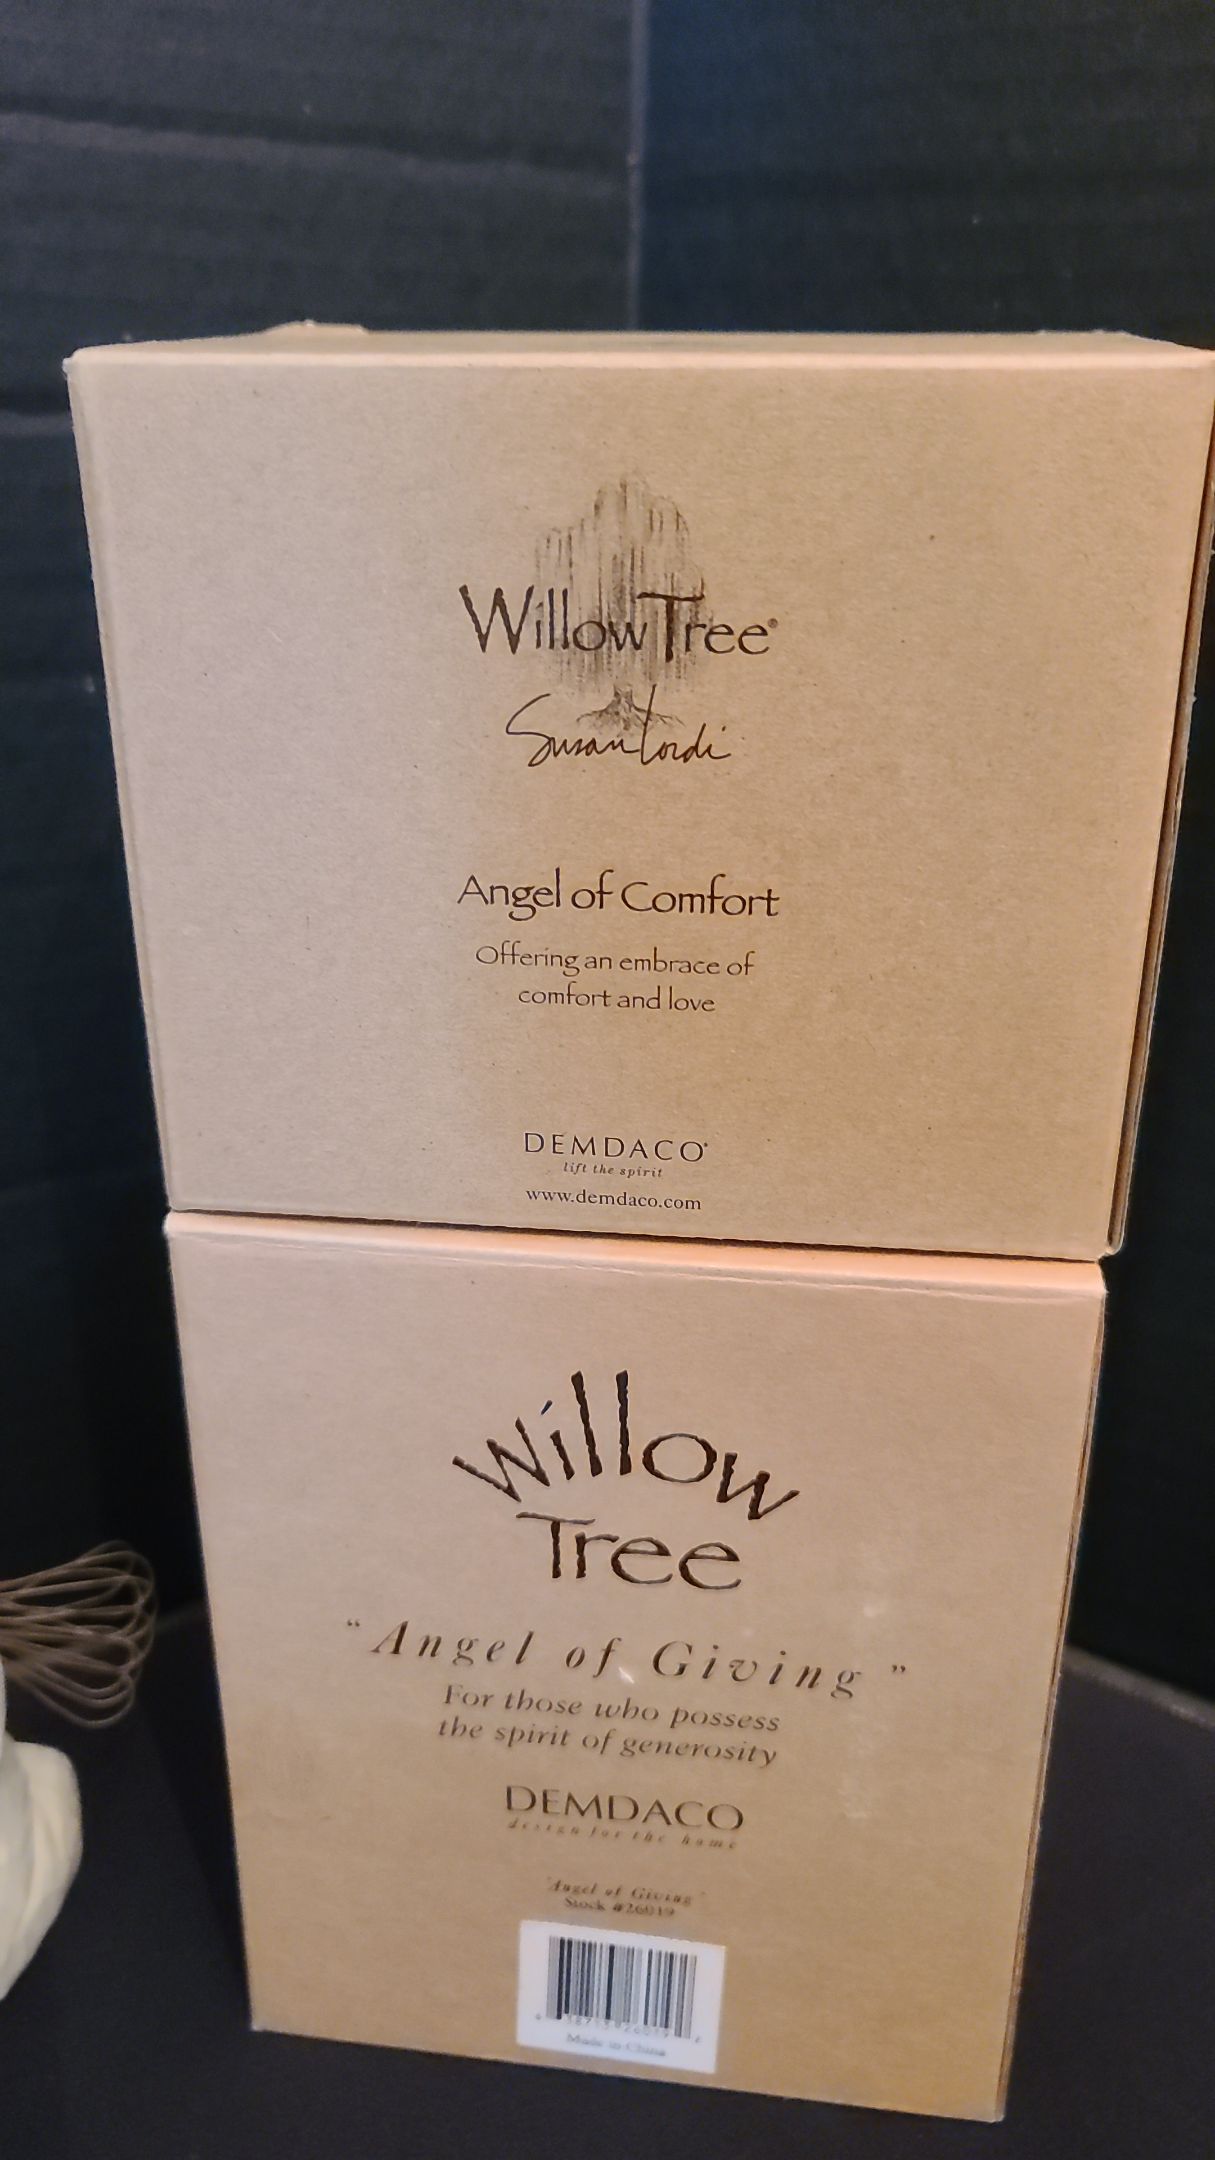 Willow Tree®
Susan Lordi
Angel of Comfort
Offering an embrace of
comfort and love
DEMDACO®
lift the spirit
www.demdaco.com
Willow
Tree
"Angel of Giving"
For those who possess
the spirit of generosity
DEMDACO
design for the home
"Angel of Giving"
Stock #26019
Made in China